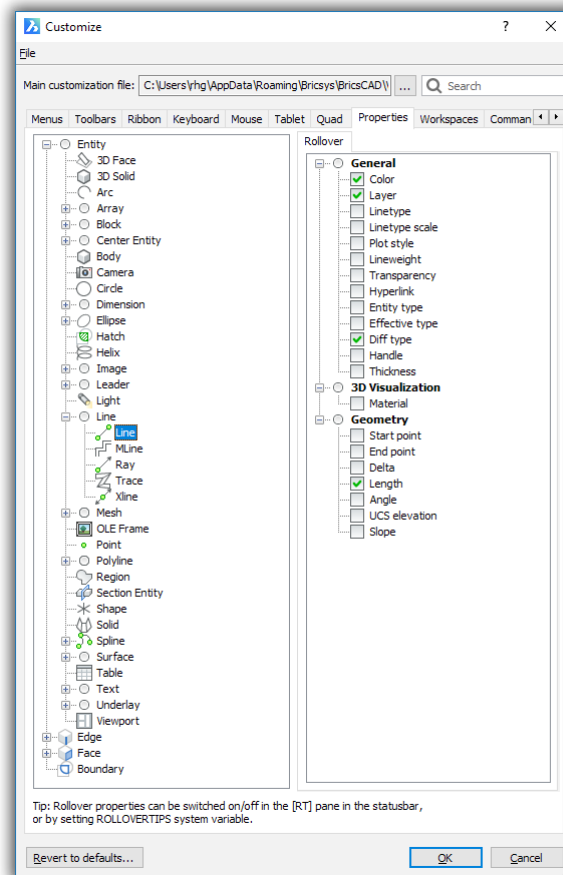 Customize
?
File
Main customization file: C:\Users\rhg\AppData\Roaming\Bricsys\BricsCAD\ ... Search
Menus Toolbars Ribbon Keyboard Mouse Tablet Quad Properties Workspaces Comman
Rollover
Entity
3D Face
3D Solid
Arc
Array
Block
Center Entity
Body
Camera
Circle
Dimension
Ellipse
Hatch
Helix
Image
Leader
Light
Line
Line
MLine
Ray
Trace
Xline
Mesh
OLE Frame
Point
Polyline
Region
Section Entity
Shape
Solid
Spline
Surface
Table
Text
Underlay
Viewport
Edge
Face
Boundary
General
Color
Layer
Linetype
Linetype scale
Plot style
Lineweight
Transparency
Hyperlink
Entity type
Effective type
Diff type
Handle
Thickness
3D Visualization
Material
Geometry
Start point
End point
Delta
Length
Angle
UCS elevation
Slope
Tip: Rollover properties can be switched on/off in the [RT] pane in the statusbar,
or by setting ROLLOVERTIPS system variable.
Revert to defaults... OK Cancel